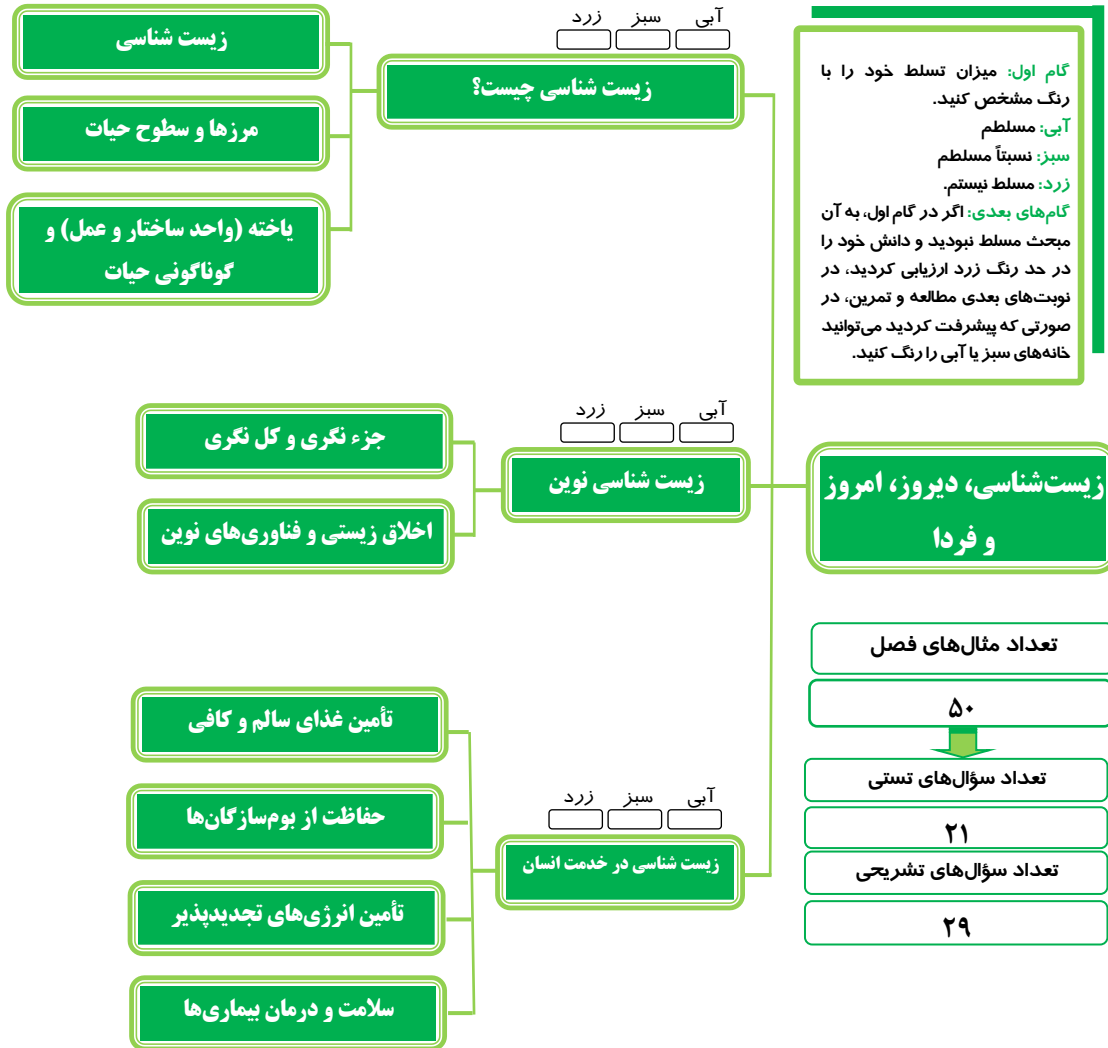 گام اول: میزان تسلط خود را با
رنگ مشخص کنید.
آبی: مسلطم
سبز: نسبتاً مسلطم
زرد: مسلط نیستم.
گام‌های بعدی: اگر در گام اول، به آن
مبحث مسلط نبودید و دانش خود را
در حد رنگ زرد ارزیابی کردید، در
نوبت‌های بعدی مطالعه و تمرین، در
صورتی که پیشرفت کردید می‌توانید
خانه‌های سبز یا آبی را رنگ کنید.
زیست‌شناسی، دیروز، امروز
و فردا
تعداد مثال‌های فصل
۵۰
تعداد سؤال‌های تستی
۲۱
تعداد سؤال‌های تشریحی
۲۹
آبی سبز زرد
زیست شناسی چیست؟
زیست شناسی
مرزها و سطوح حیات
یاخته (واحد ساختار و عمل) و
گوناگونی حیات
آبی سبز زرد
زیست شناسی نوین
جزء نگری و کل نگری
اخلاق زیستی و فناوری‌های نوین
آبی سبز زرد
زیست شناسی در خدمت انسان
تأمین غذای سالم و کافی
حفاظت از بوم‌سازگان‌ها
تأمین انرژی‌های تجدیدپذیر
سلامت و درمان بیماری‌ها